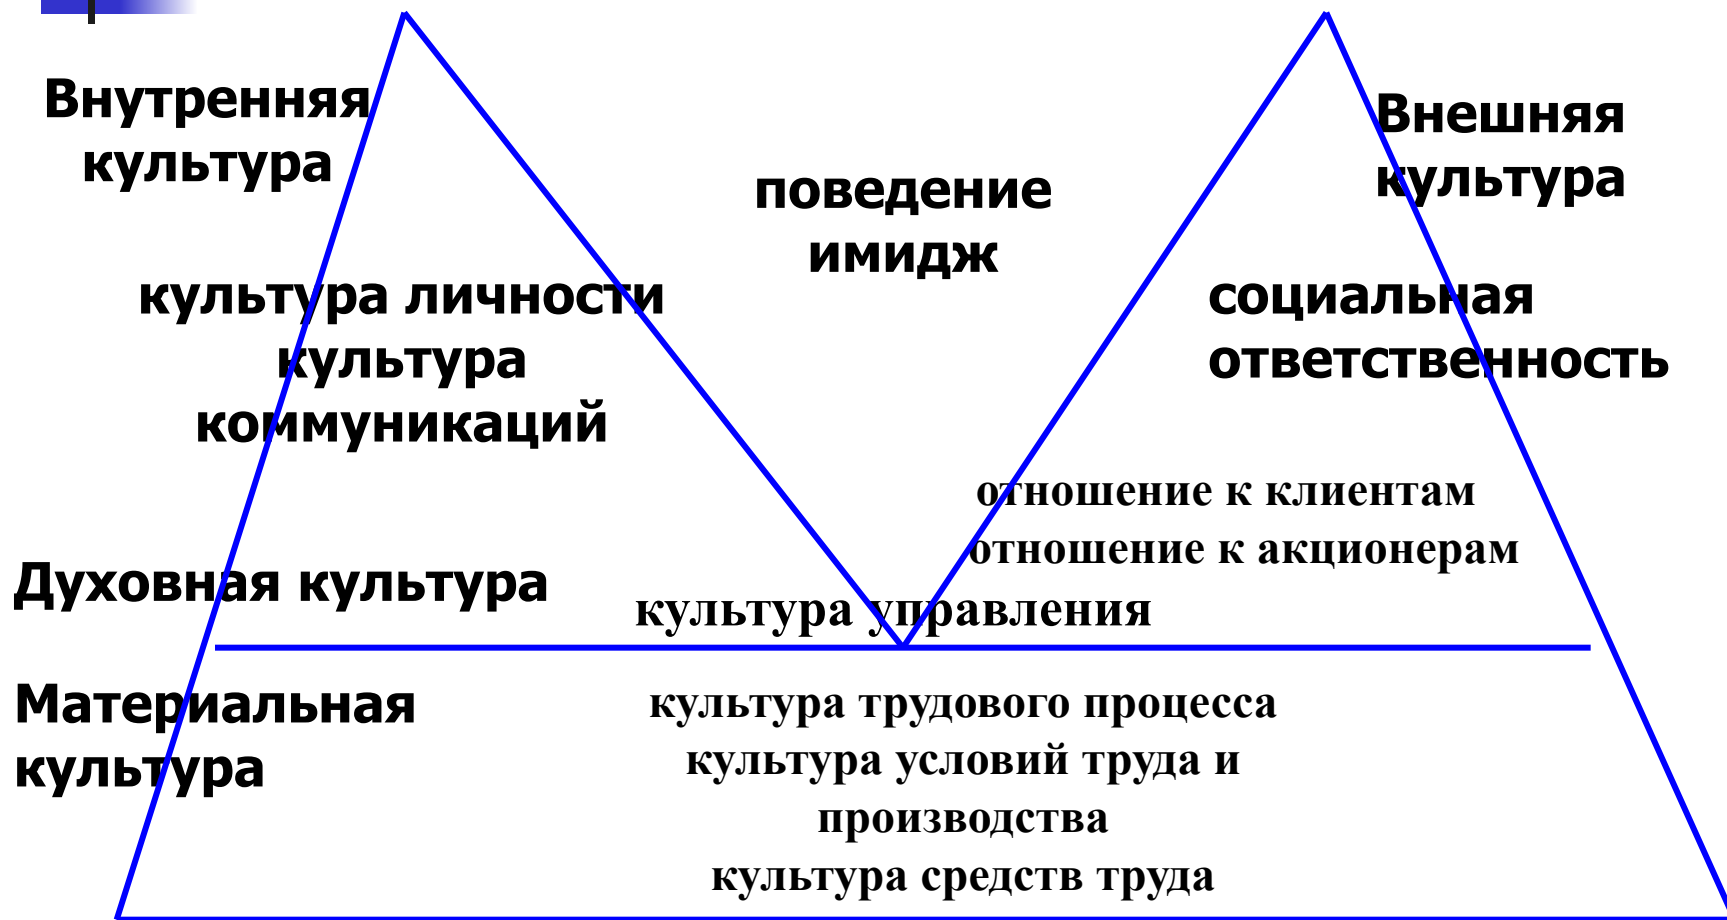 Внутренняя
культура
Внешняя
культура
поведение
имидж
культура личности
культура
коммуникаций
социальная
ответственность
отношение к клиентам
отношение к акционерам
Духовная культура
культура управления
Материальная
культура
культура трудового процесса
культура условий труда и
производства
культура средств труда